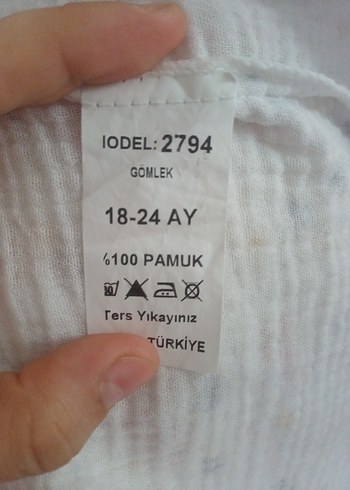 IODEL: 2794
GÖMLEK
18-24 AY
%100 PAMUK
Ters Yıkayınız
TÜRKİYE